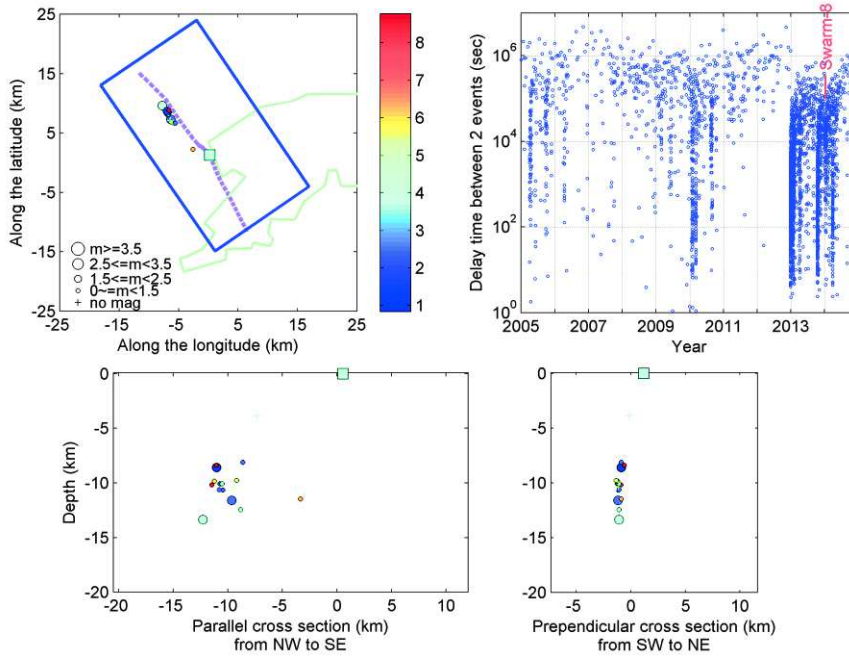 25
15
5
-5
-15
-25
Along the latitude (km)
m>=3.5
2.5<=m<3.5
1.5<=m<2.5
0~=m<1.5
no mag
-25 -15 -5 5 15 25
Along the longitude (km)
8
7
6
5
4
3
2
1
Swarm-8
10^6
10^4
10^2
10^0
Delay time between 2 events (sec)
2005 2007 2009 2011 2013
Year
0
-5
-10
-15
-20
Depth (km)
-20 -15 -10 -5 0 5 10
Parallel cross section (km)
from NW to SE
0
-5
-10
-15
-20
-5 0 5 10
Prependicular cross section (km)
from SW to NE